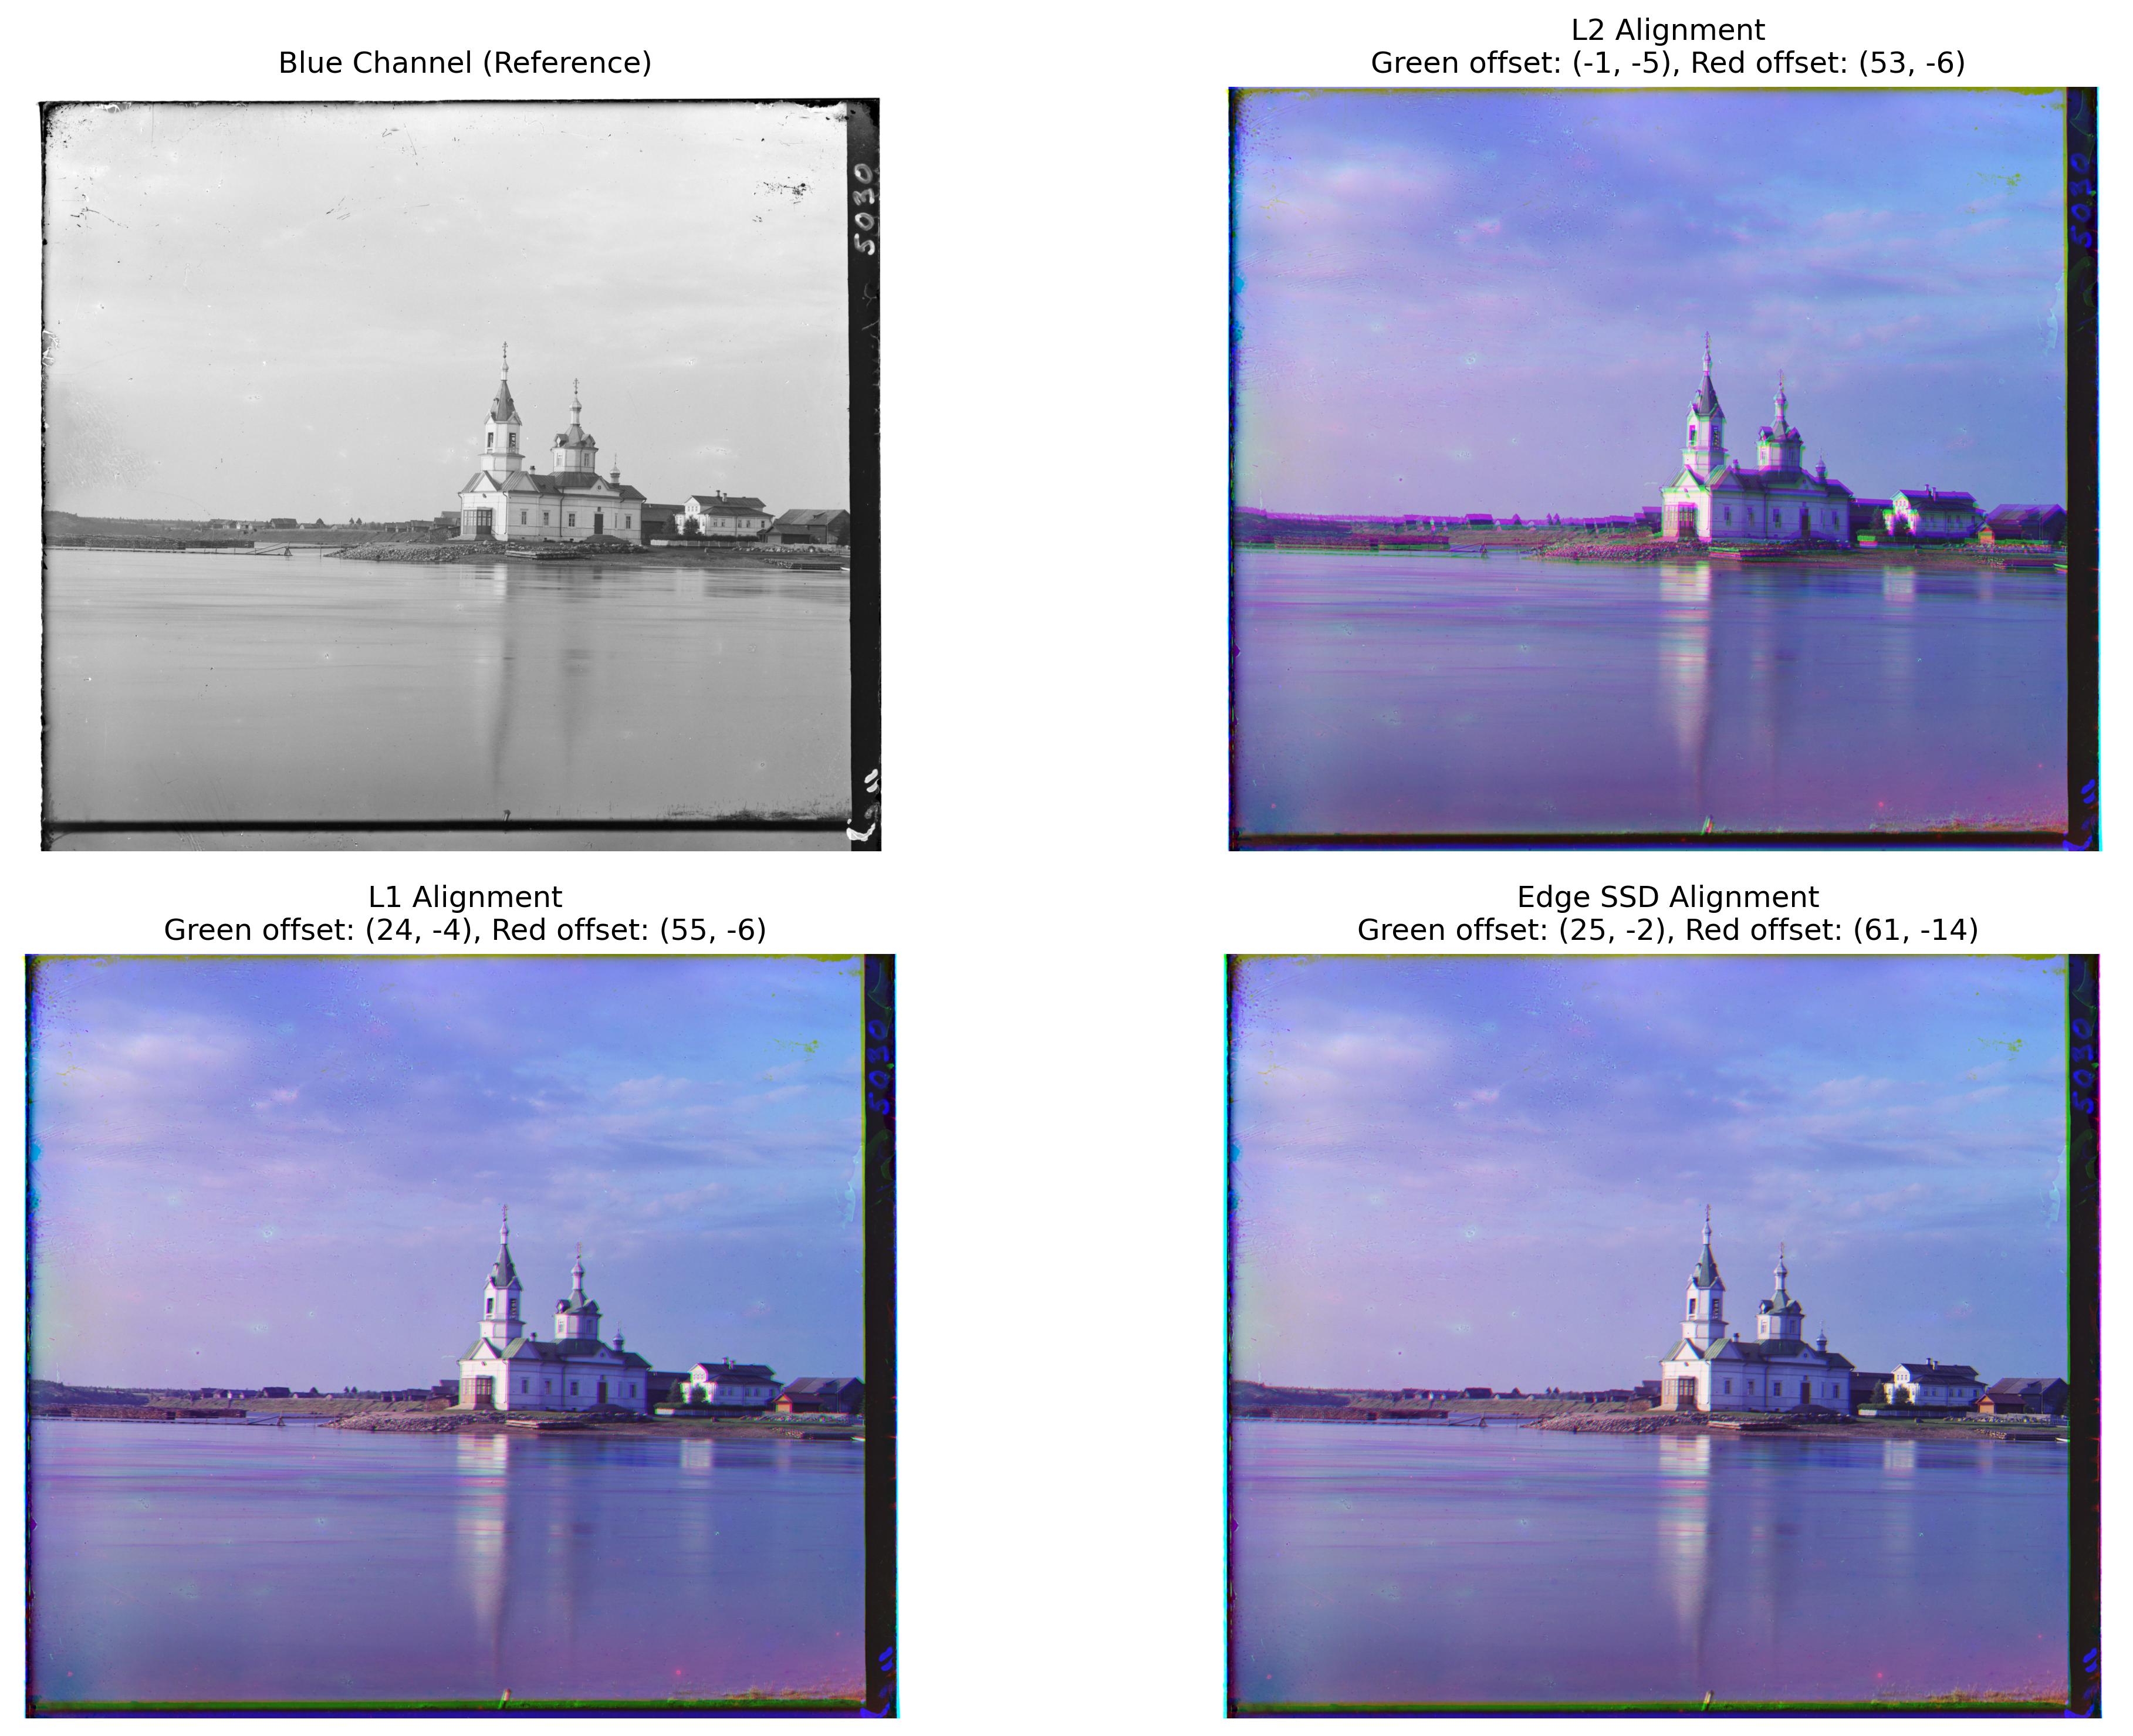 Blue Channel (Reference)
L2 Alignment
Green offset: (-1, -5), Red offset: (53, -6)
5030
5030
L1 Alignment
Green offset: (24, -4), Red offset: (55, -6)
Edge SSD Alignment
Green offset: (25, -2), Red offset: (61, -14)
5030
5030